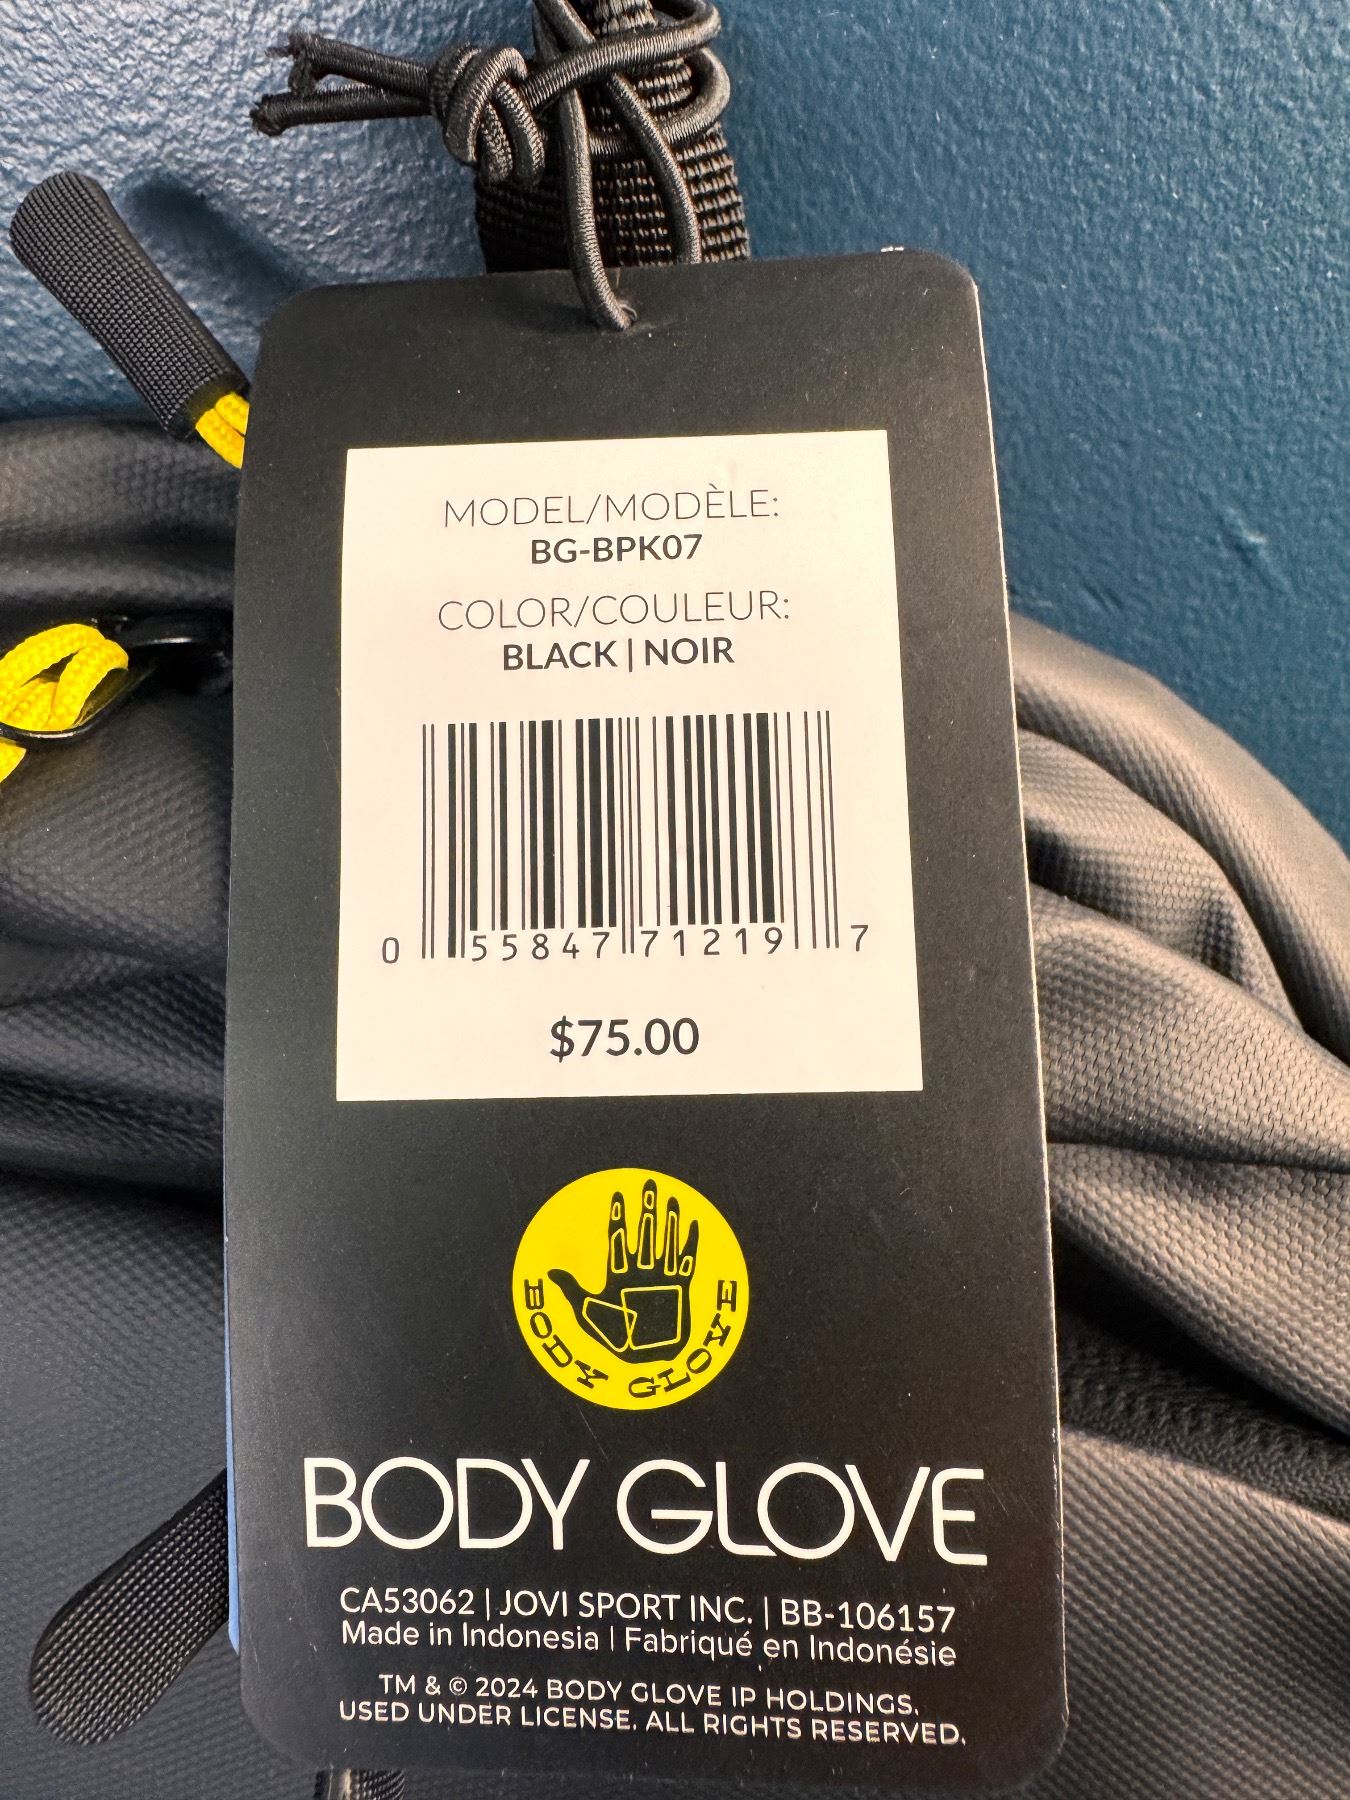 MODEL/MODÈLE:
BG-BPK07
COLOR/COULEUR:
BLACK | NOIR
0 55847 71219 7
$75.00
BODY GLOVE
BODY GLOVE
CA53062 | JOVI SPORT INC. | BB-106157
Made in Indonesia | Fabriqué en Indonésie
TM & © 2024 BODY GLOVE IP HOLDINGS.
USED UNDER LICENSE. ALL RIGHTS RESERVED.